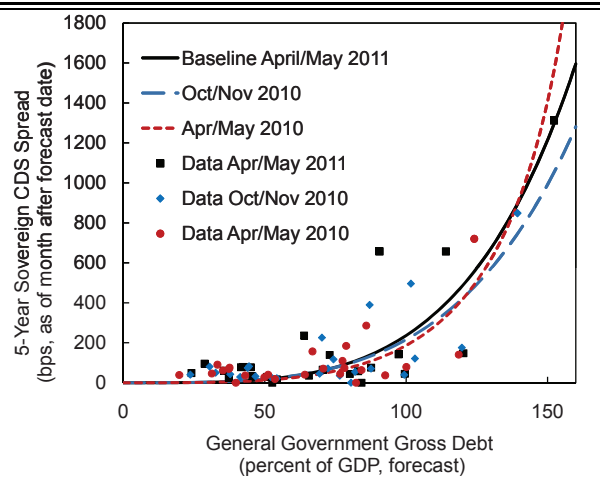 1800
1600
1400
1200
1000
800
600
400
200
0
5-Year Sovereign CDS Spread
(bps, as of month after forecast date)
Baseline April/May 2011
Oct/Nov 2010
Apr/May 2010
Data Apr/May 2011
Data Oct/Nov 2010
Data Apr/May 2010
0 50 100 150
General Government Gross Debt
(percent of GDP, forecast)